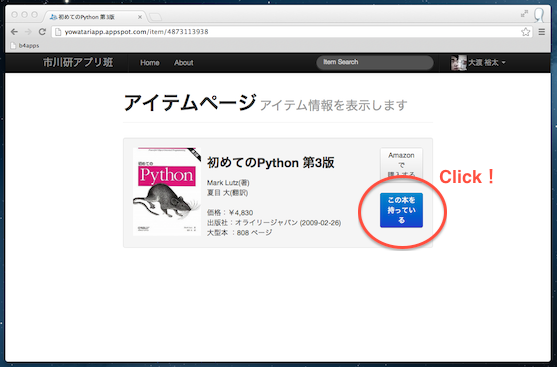 初めてのPython 第3版
yowatariapp.appspot.com/item/4873113938
b4apps
市川研アプリ班 Home About Item Search 大渡 裕太
アイテムページ アイテム情報を表示します
初めての
Python
初めてのPython 第3版
Mark Lutz(著)
夏目 大(翻訳)
価格：￥4,830
出版社：オライリージャパン (2009-02-26)
大型本 ：808 ページ
Amazon
で
購入する
この本を
持ってい
る
Click！